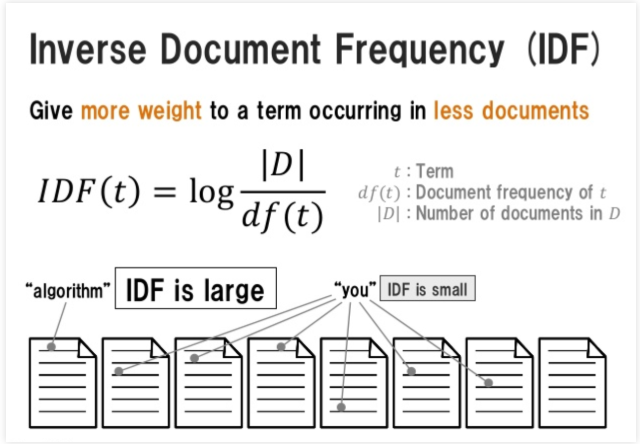 Inverse Document Frequency (IDF)
Give more weight to a term occurring in less documents
IDF(t) = log |D| / df(t)
t : Term
df(t) : Document frequency of t
|D| : Number of documents in D
“algorithm” IDF is large “you” IDF is small